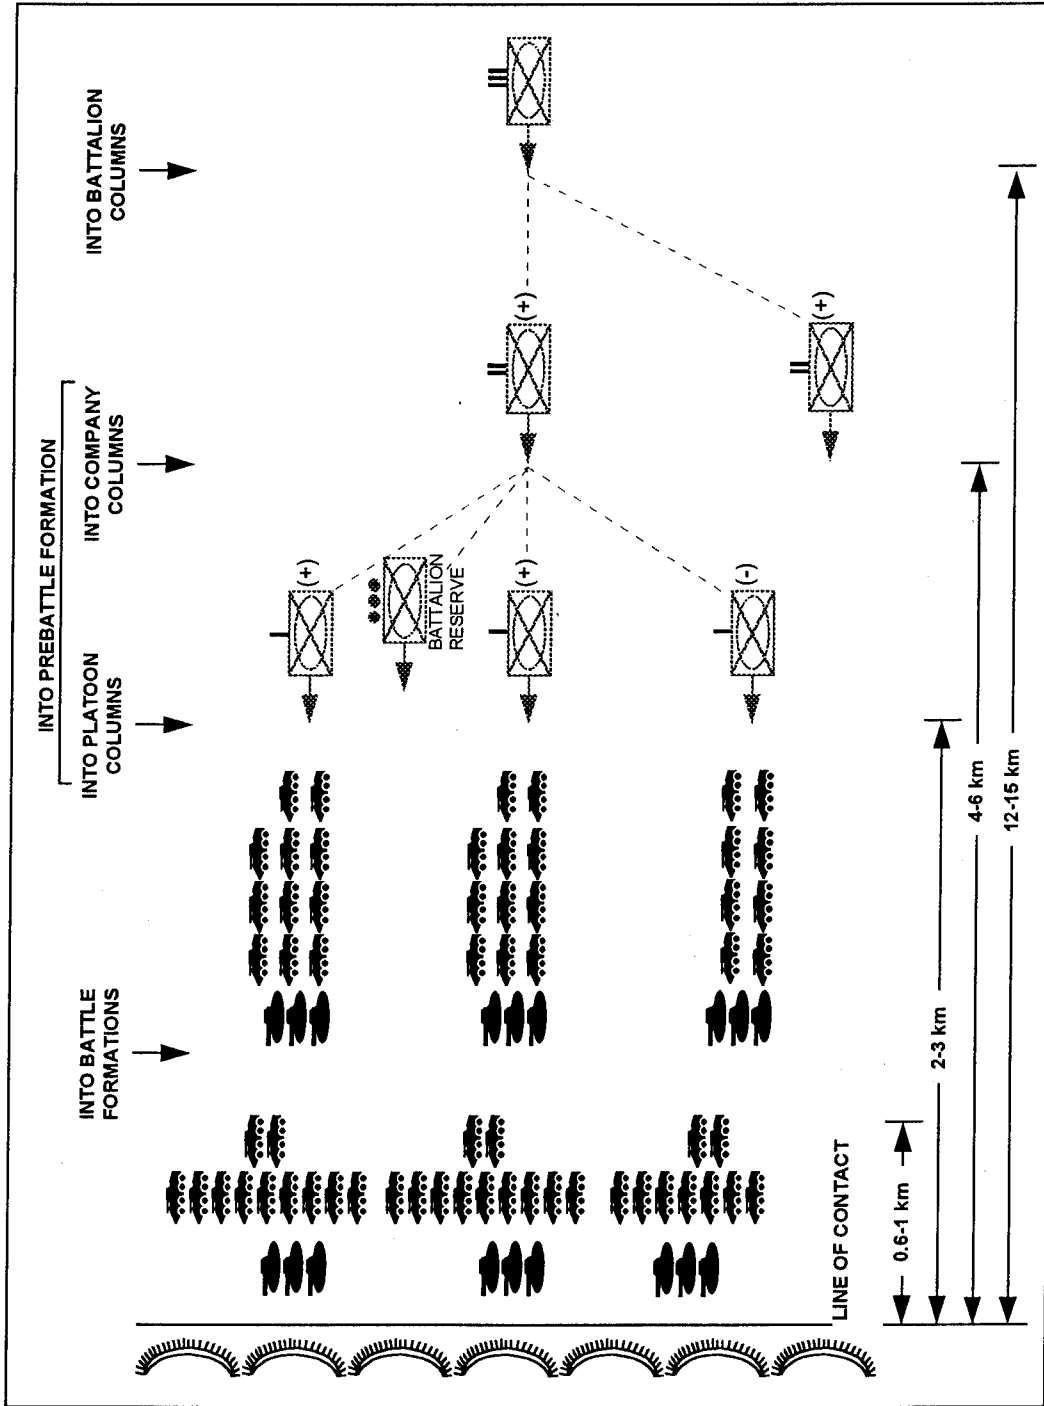 INTO PREBATTLE FORMATION
INTO BATTLE
FORMATIONS
INTO PLATOON
COLUMNS
INTO COMPANY
COLUMNS
INTO BATTALION
COLUMNS
(+)
BATTALION
RESERVE
(+)
(-)
(+)
(+)
LINE OF CONTACT
0.6-1 km
2-3 km
4-6 km
12-15 km